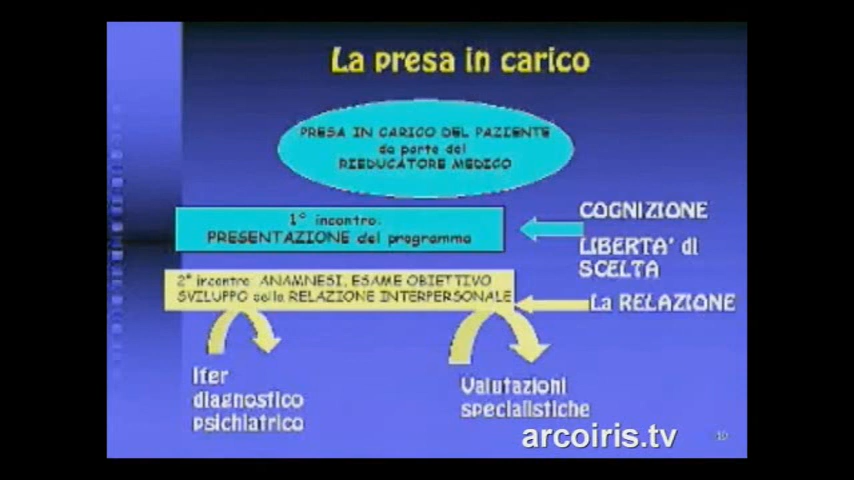 La presa in carico
PRESA IN CARICO DEL PAZIENTE
da parte del
RIEDUCATORE MEDICO
1° incontro:
PRESENTAZIONE del programma
COGNIZIONE
LIBERTA' di
SCELTA
2° incontro: ANAMNESI, ESAME OBIETTIVO
SVILUPPO della RELAZIONE INTERPERSONALE
La RELAZIONE
Iter
diagnostico
psichiatrico
Valutazioni
specialistiche
arcoiris.tv
10